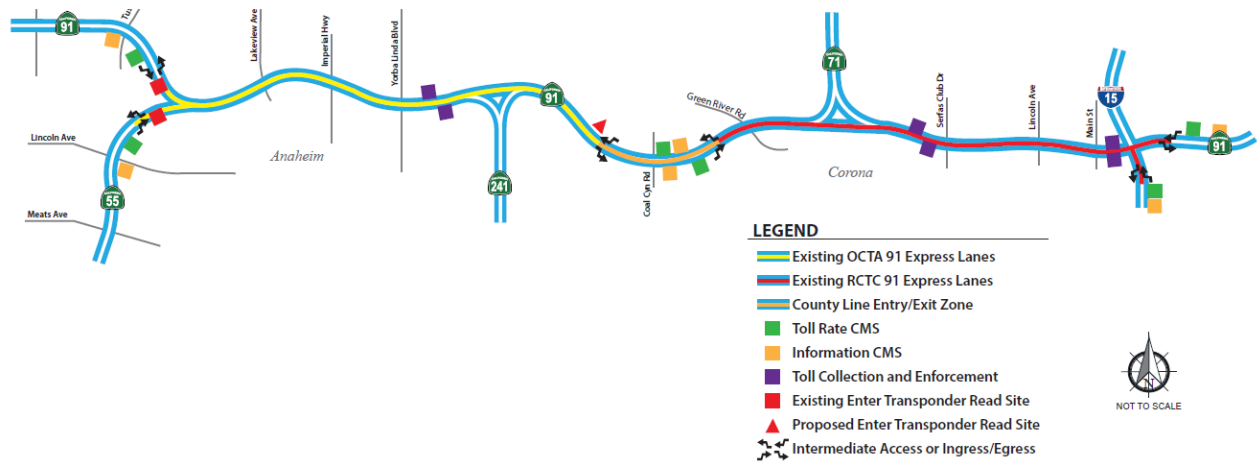 91
Tus
Lakeview Ave
Imperial Hwy
Yorba Linda Blvd
71
91
Green River Rd
Serfas Club Dr
Lincoln Ave
Main St
INTERSTATE
15
91
Lincoln Ave
Anaheim
Coal Cyn Rd
Corona
55
241
Meats Ave
LEGEND
Existing OCTA 91 Express Lanes
Existing RCTC 91 Express Lanes
County Line Entry/Exit Zone
Toll Rate CMS
Information CMS
Toll Collection and Enforcement
Existing Enter Transponder Read Site
Proposed Enter Transponder Read Site
Intermediate Access or Ingress/Egress
N
NOT TO SCALE